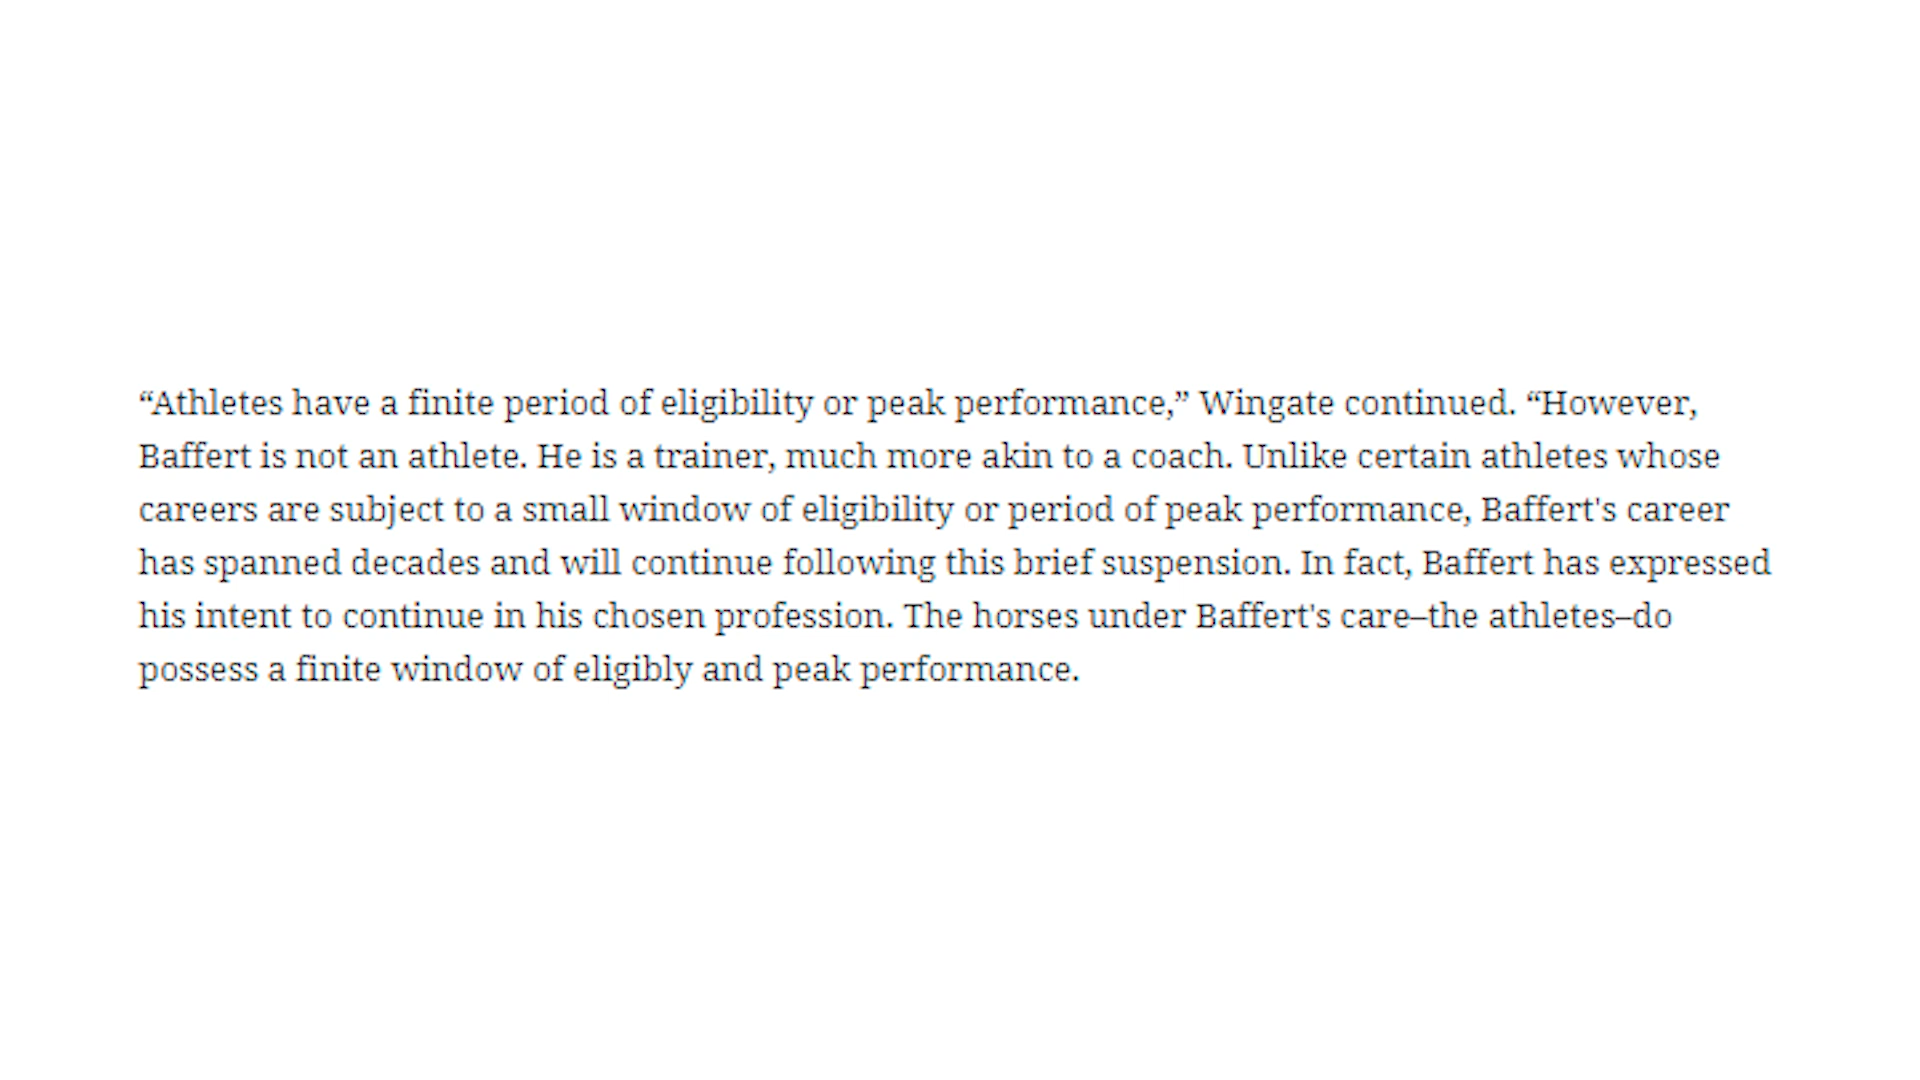 “Athletes have a finite period of eligibility or peak performance,” Wingate continued. “However,
Baffert is not an athlete. He is a trainer, much more akin to a coach. Unlike certain athletes whose
careers are subject to a small window of eligibility or period of peak performance, Baffert's career
has spanned decades and will continue following this brief suspension. In fact, Baffert has expressed
his intent to continue in his chosen profession. The horses under Baffert's care–the athletes–do
possess a finite window of eligibly and peak performance.